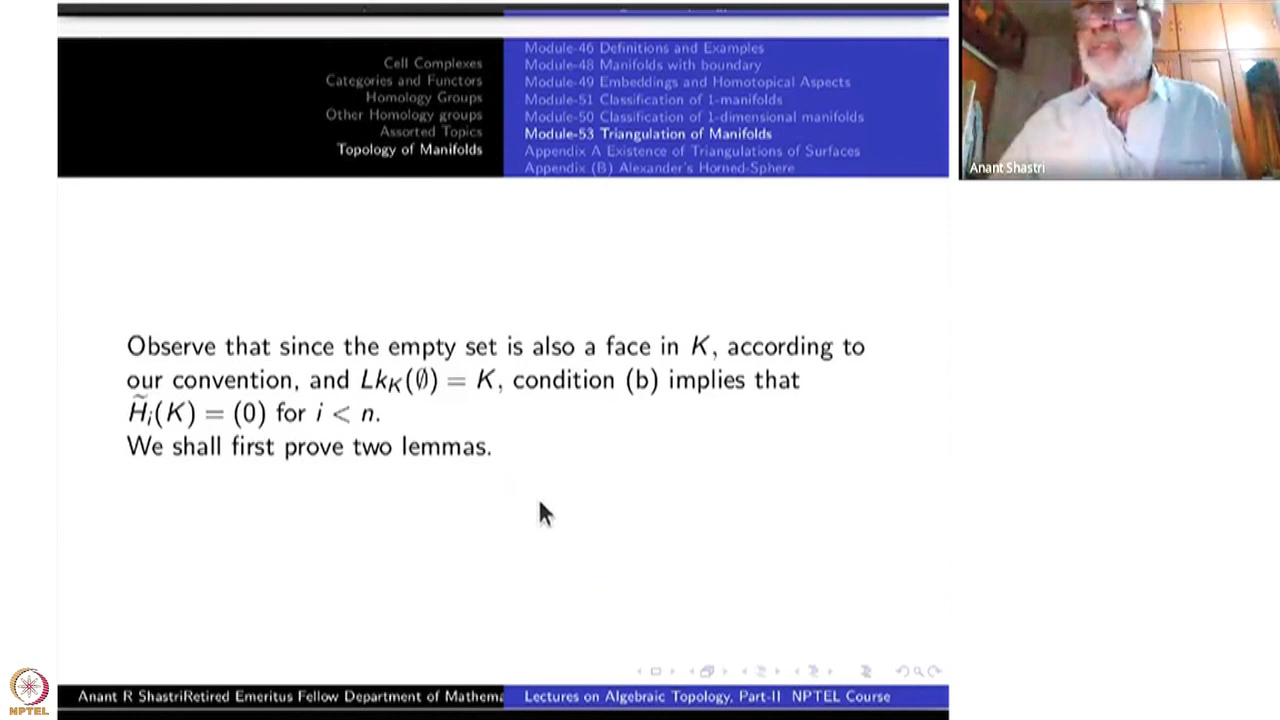 Cell Complexes
Categories and Functors
Homology Groups
Other Homology groups
Assorted Topics
Topology of Manifolds
Module-46 Definitions and Examples
Module-48 Manifolds with boundary
Module-49 Embeddings and Homotopical Aspects
Module-51 Classification of 1-manifolds
Module-50 Classification of 1-dimensional manifolds
Module-53 Triangulation of Manifolds
Appendix A Existence of Triangulations of Surfaces
Appendix (B) Alexander's Horned-Sphere
Anant Shastri
Observe that since the empty set is also a face in K, according to
our convention, and Lk_K(∅) = K, condition (b) implies that
H̃_i(K) = (0) for i < n.
We shall first prove two lemmas.
NPTEL
Anant R ShastriRetired Emeritus Fellow Department of Mathema
Lectures on Algebraic Topology, Part-II NPTEL Course